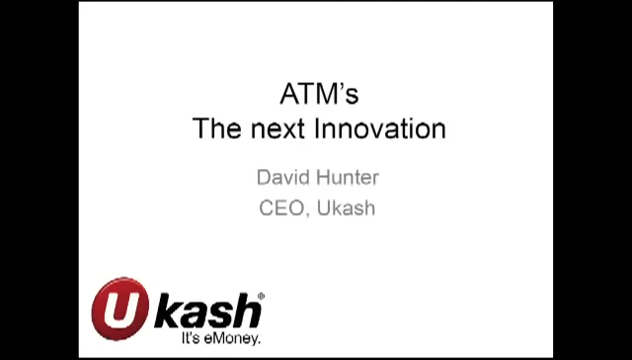 ATM’s
The next Innovation
David Hunter
CEO, Ukash
Ukash®
It's eMoney.